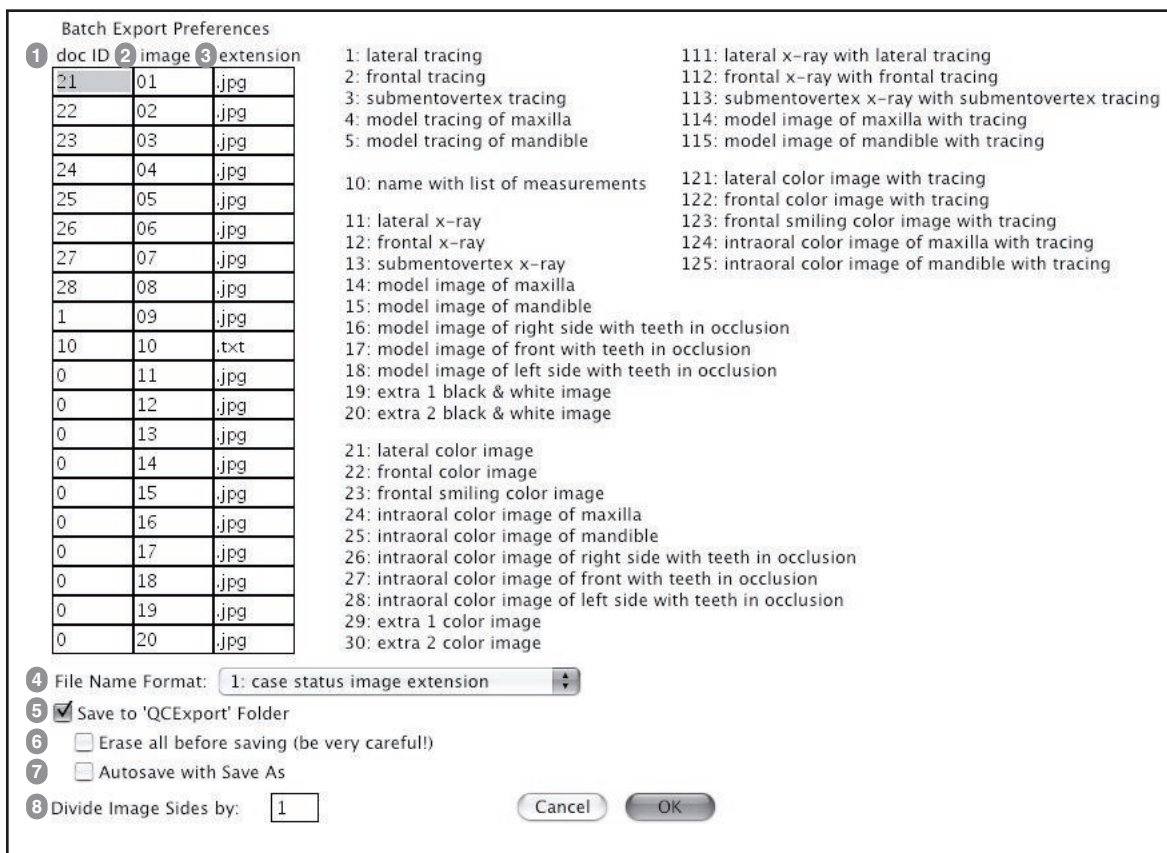 Batch Export Preferences
1 doc ID 2 image 3 extension
21 01 .jpg
22 02 .jpg
23 03 .jpg
24 04 .jpg
25 05 .jpg
26 06 .jpg
27 07 .jpg
28 08 .jpg
1 09 .jpg
10 10 .txt
0 11 .jpg
0 12 .jpg
0 13 .jpg
0 14 .jpg
0 15 .jpg
0 16 .jpg
0 17 .jpg
0 18 .jpg
0 19 .jpg
0 20 .jpg
1: lateral tracing
2: frontal tracing
3: submentovertex tracing
4: model tracing of maxilla
5: model tracing of mandible
10: name with list of measurements
11: lateral x-ray
12: frontal x-ray
13: submentovertex x-ray
14: model image of maxilla
15: model image of mandible
16: model image of right side with teeth in occlusion
17: model image of front with teeth in occlusion
18: model image of left side with teeth in occlusion
19: extra 1 black & white image
20: extra 2 black & white image
21: lateral color image
22: frontal color image
23: frontal smiling color image
24: intraoral color image of maxilla
25: intraoral color image of mandible
26: intraoral color image of right side with teeth in occlusion
27: intraoral color image of front with teeth in occlusion
28: intraoral color image of left side with teeth in occlusion
29: extra 1 color image
30: extra 2 color image
111: lateral x-ray with lateral tracing
112: frontal x-ray with frontal tracing
113: submentovertex x-ray with submentovertex tracing
114: model image of maxilla with tracing
115: model image of mandible with tracing
121: lateral color image with tracing
122: frontal color image with tracing
123: frontal smiling color image with tracing
124: intraoral color image of maxilla with tracing
125: intraoral color image of mandible with tracing
4 File Name Format: 1: case status image extension
5 Save to 'QCExport' Folder
6 Erase all before saving (be very careful!)
7 Autosave with Save As
8 Divide Image Sides by: 1
Cancel OK